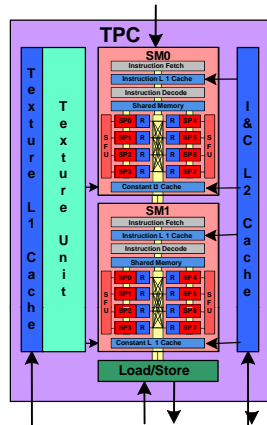 TPC
Texture L1 Cache
Texture Unit
SM0
Instruction Fetch
Instruction L 1 Cache
Instruction Decode
Shared Memory
SFU
SP0 R R SP4
SP1 R R SP5
SP2 R R SP6
SP3 R R SP7
SFU
Constant Cache
SM1
Instruction Fetch
Instruction L 1 Cache
Instruction Decode
Shared Memory
SFU
SP0 R R SP4
SP1 R R SP5
SP2 R R SP6
SP3 R R SP7
SFU
Constant L 1 Cache
Load/Store
I&C L2 Cache